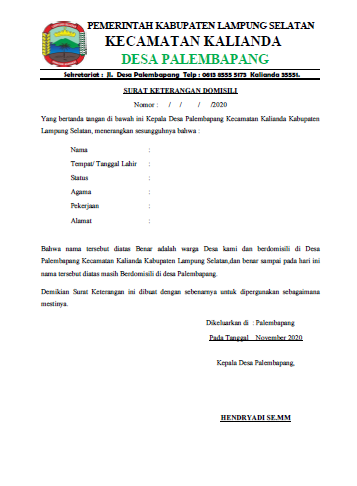 PEMERINTAH KABUPATEN LAMPUNG SELATAN
KECAMATAN KALIANDA
DESA PALEMBAPANG
Sekretariat : Jl. Desa Palembapang Telp : 0813 6555 5173 Kalianda 35551.
SURAT KETERANGAN DOMISILI
Nomor : / / / /2020
Yang bertanda tangan di bawah ini Kepala Desa Palembapang Kecamatan Kalianda Kabupaten
Lampung Selatan, menerangkan sesungguhnya bahwa :
Nama :
Tempat/ Tanggal Lahir :
Status :
Agama :
Pekerjaan :
Alamat :
Bahwa nama tersebut diatas Benar adalah warga Desa kami dan berdomisili di Desa
Palembapang Kecamatan Kalianda Kabupaten Lampung Selatan,dan benar sampai pada hari ini
nama tersebut diatas masih Berdomisili di desa Palembapang.
Demikian Surat Keterangan ini dibuat dengan sebenarnya untuk dipergunakan sebagaimana
mestinya.
Dikeluarkan di : Palembapang
Pada Tanggal November 2020
Kepala Desa Palembapang,
HENDRYADI SE.MM